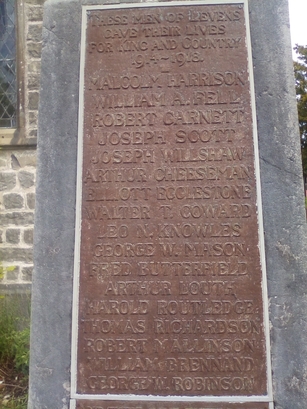 THESE MEN OF LEVENS
GAVE THEIR LIVES
FOR KING AND COUNTRY
1914-1918.
MALCOLM HARRISON
WILLIAM A. FELL
ROBERT GARNETT
JOSEPH SCOTT
JOSEPH WILLSHAW
ARTHUR CHEESEMAN
ELLIOTT ECCLESTONE
WALTER T. COWARD
LEO N. KNOWLES
GEORGE W. MASON
FRED BUTTERFIELD
ARTHUR LOUTH
HAROLD ROUTLEDGE
THOMAS RICHARDSON
ROBERT MALLINSON
WILLIAM BRENNAND
GEORGE M. ROBINSON